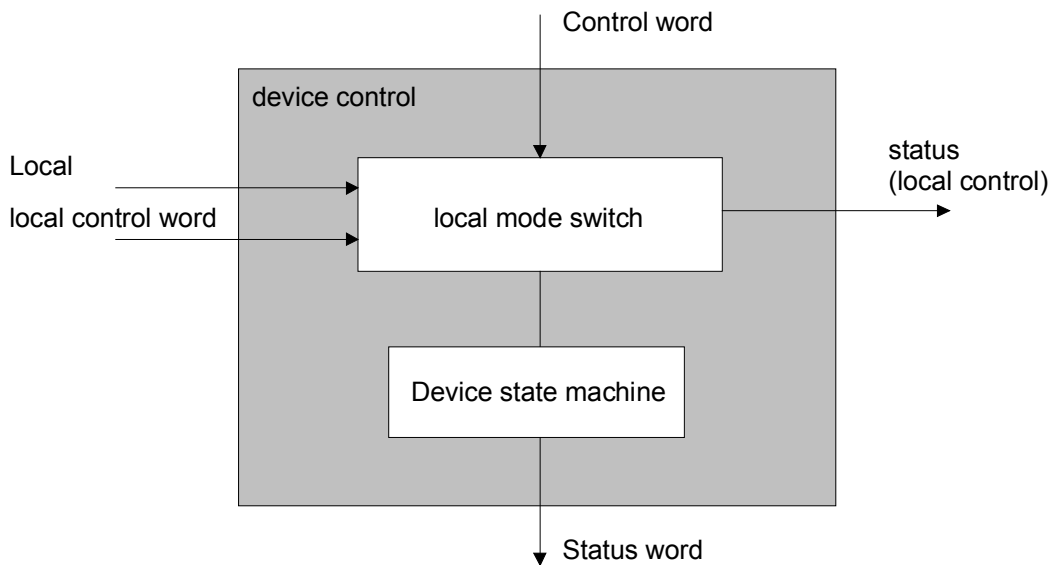 Control word
device control
Local
local control word
local mode switch
status
(local control)
Device state machine
Status word